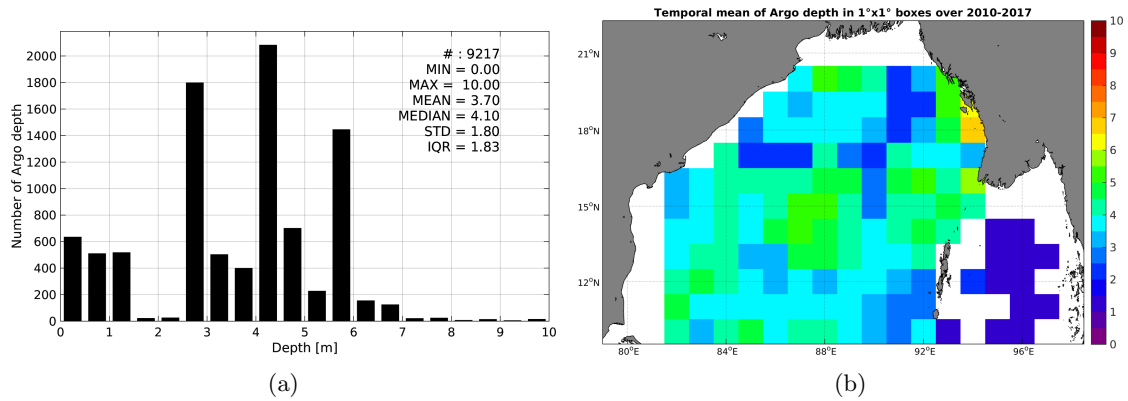 Number of Argo depth
2000
1800
1600
1400
1200
1000
800
600
400
200
0
# : 9217
MIN = 0.00
MAX = 10.00
MEAN = 3.70
MEDIAN = 4.10
STD = 1.80
IQR = 1.83
0 1 2 3 4 5 6 7 8 9 10
Depth [m]
(a)
Temporal mean of Argo depth in 1°x1° boxes over 2010-2017
21°N
18°N
15°N
12°N
80°E 84°E 88°E 92°E 96°E
10
9
8
7
6
5
4
3
2
1
0
(b)